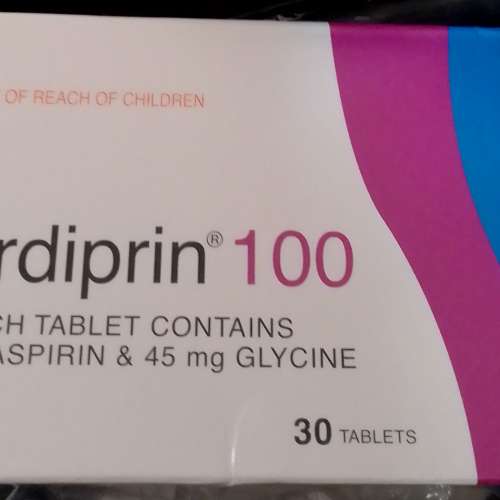 OF REACH OF CHILDREN
rdiprin® 100
CH TABLET CONTAINS
ASPIRIN & 45 mg GLYCINE
30 TABLETS